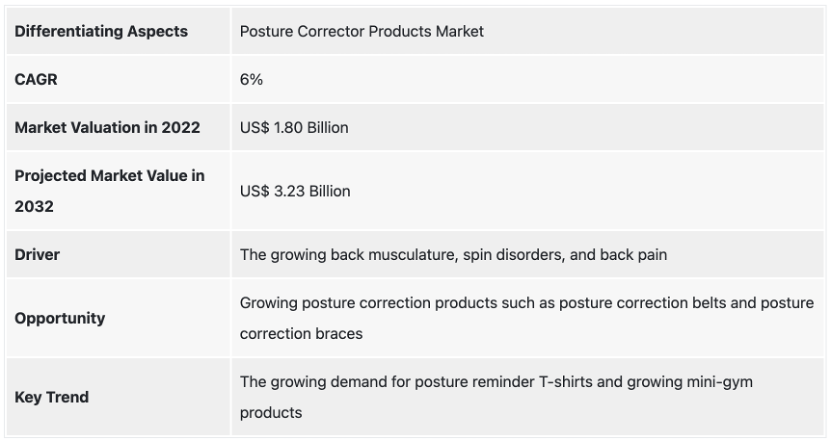 Differentiating Aspects
Posture Corrector Products Market
CAGR
6%
Market Valuation in 2022
US$ 1.80 Billion
Projected Market Value in
2032
US$ 3.23 Billion
Driver
The growing back musculature, spin disorders, and back pain
Opportunity
Growing posture correction products such as posture correction belts and posture
correction braces
Key Trend
The growing demand for posture reminder T-shirts and growing mini-gym
products